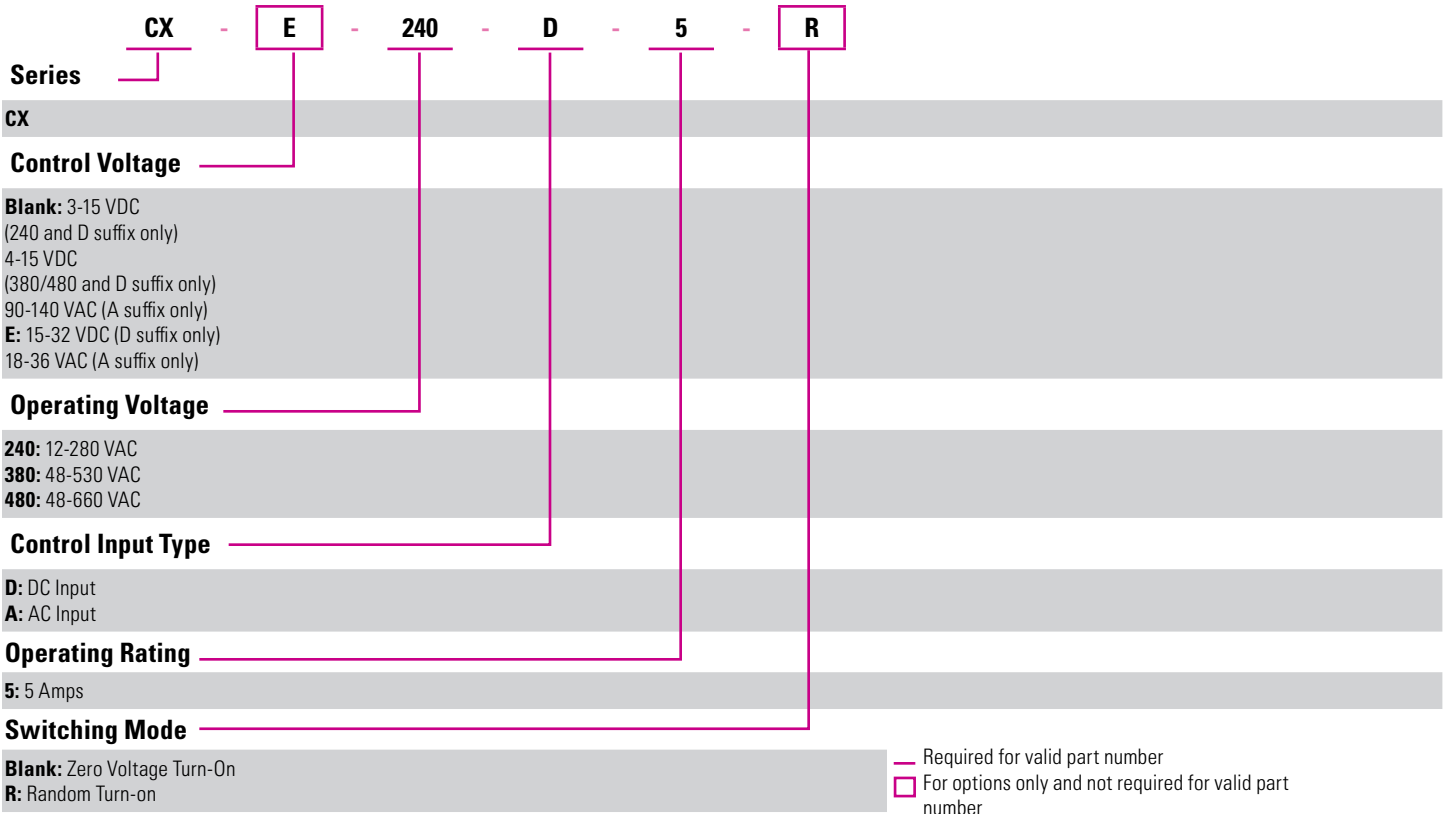 CX - E - 240 - D - 5 - R
Series
CX
Control Voltage
Blank: 3-15 VDC
(240 and D suffix only)
4-15 VDC
(380/480 and D suffix only)
90-140 VAC (A suffix only)
E: 15-32 VDC (D suffix only)
18-36 VAC (A suffix only)
Operating Voltage
240: 12-280 VAC
380: 48-530 VAC
480: 48-660 VAC
Control Input Type
D: DC Input
A: AC Input
Operating Rating
5: 5 Amps
Switching Mode
Blank: Zero Voltage Turn-On
R: Random Turn-on
Required for valid part number
For options only and not required for valid part
number